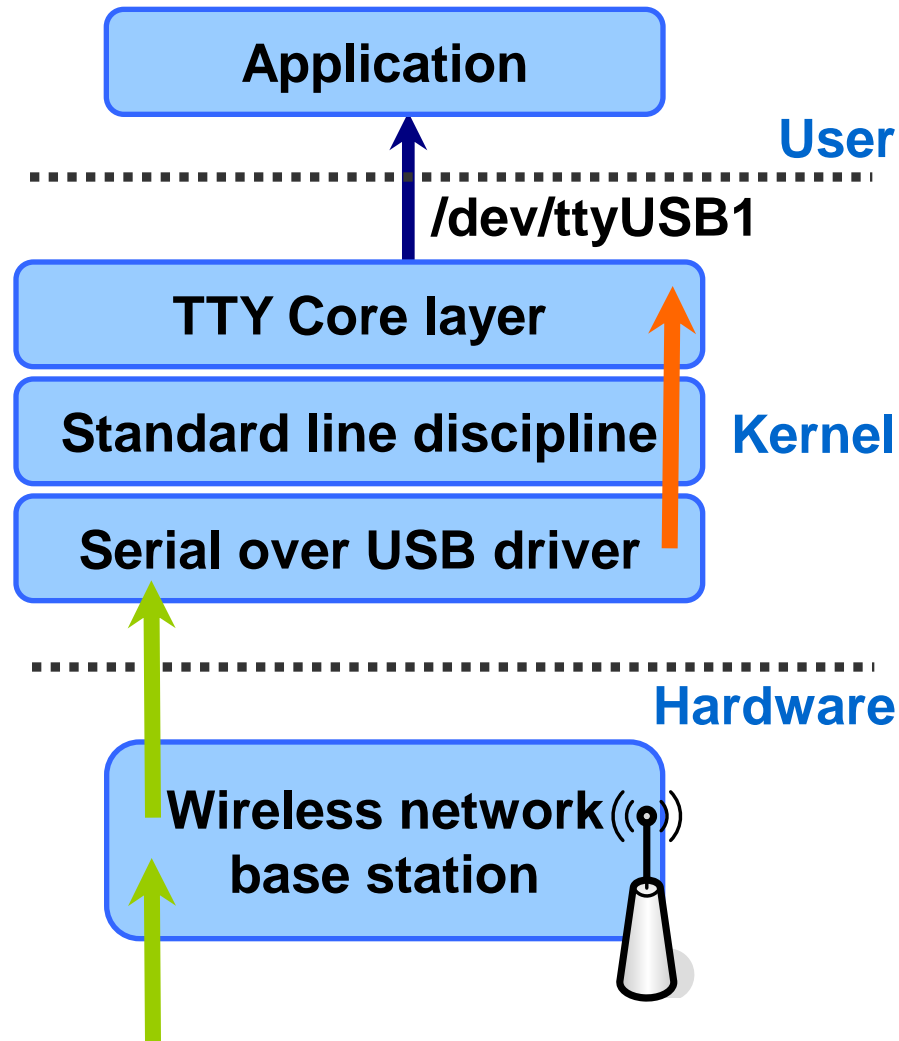 Application
User
/dev/ttyUSB1
TTY Core layer
Standard line discipline
Kernel
Serial over USB driver
Hardware
Wireless network
base station